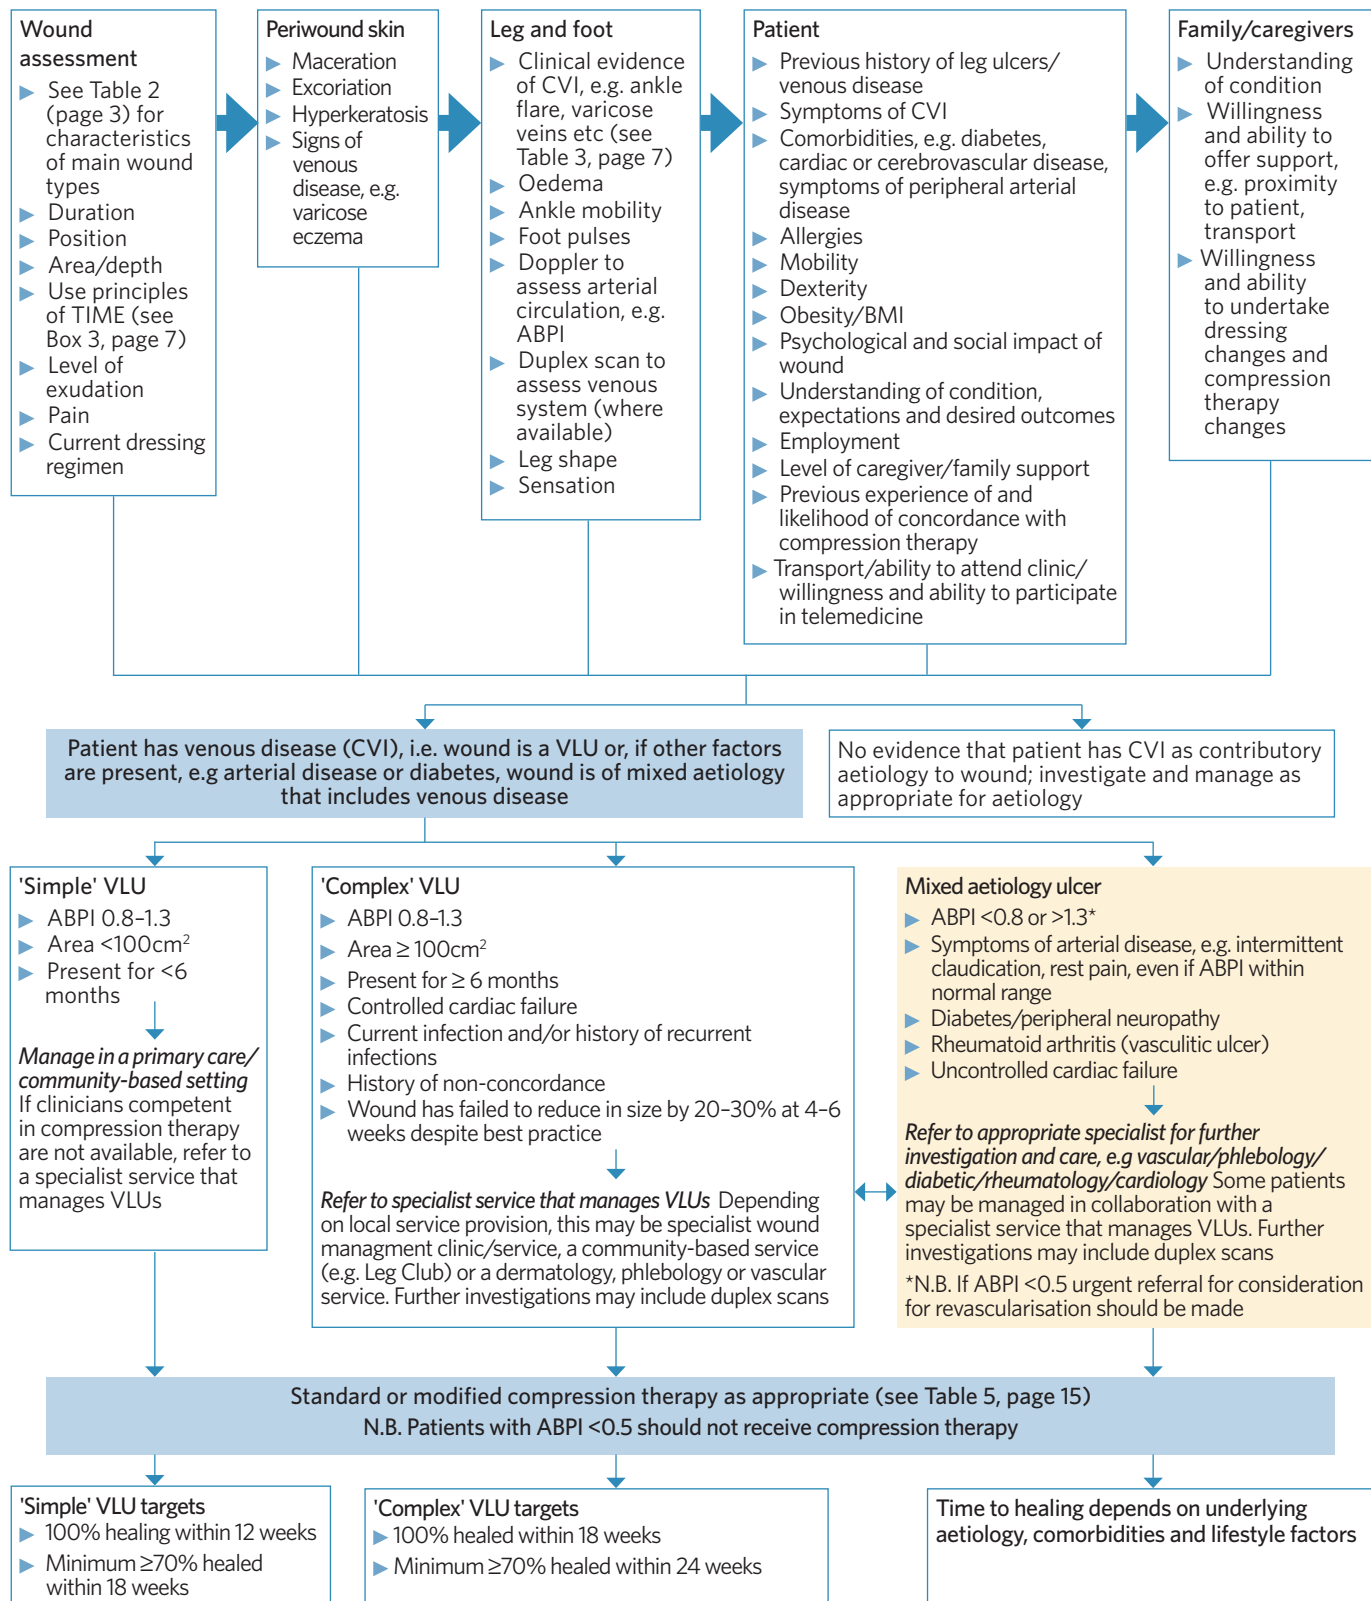 Wound
assessment
See Table 2
(page 3) for
characteristics
of main wound
types
Duration
Position
Area/depth
Use principles
of TIME (see
Box 3, page 7)
Level of
exudation
Pain
Current dressing
regimen
Periwound skin
Maceration
Excoriation
Hyperkeratosis
Signs of
venous
disease, e.g.
varicose
eczema
Leg and foot
Clinical evidence
of CVI, e.g. ankle
flare, varicose
veins etc (see
Table 3, page 7)
Oedema
Ankle mobility
Foot pulses
Doppler to
assess arterial
circulation, e.g.
ABPI
Duplex scan to
assess venous
system (where
available)
Leg shape
Sensation
Patient
Previous history of leg ulcers/
venous disease
Symptoms of CVI
Comorbidities, e.g. diabetes,
cardiac or cerebrovascular disease,
symptoms of peripheral arterial
disease
Allergies
Mobility
Dexterity
Obesity/BMI
Psychological and social impact of
wound
Understanding of condition,
expectations and desired outcomes
Employment
Level of caregiver/family support
Previous experience of and
likelihood of concordance with
compression therapy
Transport/ability to attend clinic/
willingness and ability to participate
in telemedicine
Family/caregivers
Understanding
of condition
Willingness
and ability to
offer support,
e.g. proximity
to patient,
transport
Willingness
and ability
to undertake
dressing
changes and
compression
therapy
changes
Patient has venous disease (CVI), i.e. wound is a VLU or, if other factors
are present, e.g arterial disease or diabetes, wound is of mixed aetiology
that includes venous disease
No evidence that patient has CVI as contributory
aetiology to wound; investigate and manage as
appropriate for aetiology
'Simple' VLU
ABPI 0.8–1.3
Area <100cm²
Present for <6
months
Manage in a primary care/
community-based setting
If clinicians competent
in compression therapy
are not available, refer to
a specialist service that
manages VLUs
'Complex' VLU
ABPI 0.8–1.3
Area ≥ 100cm²
Present for ≥ 6 months
Controlled cardiac failure
Current infection and/or history of recurrent
infections
History of non-concordance
Wound has failed to reduce in size by 20–30% at 4–6
weeks despite best practice
Refer to specialist service that manages VLUs Depending
on local service provision, this may be specialist wound
managment clinic/service, a community-based service
(e.g. Leg Club) or a dermatology, phlebology or vascular
service. Further investigations may include duplex scans
Mixed aetiology ulcer
ABPI <0.8 or >1.3*
Symptoms of arterial disease, e.g. intermittent
claudication, rest pain, even if ABPI within
normal range
Diabetes/peripheral neuropathy
Rheumatoid arthritis (vasculitic ulcer)
Uncontrolled cardiac failure
Refer to appropriate specialist for further
investigation and care, e.g vascular/phlebology/
diabetic/rheumatology/cardiology Some patients
may be managed in collaboration with a
specialist service that manages VLUs. Further
investigations may include duplex scans
*N.B. If ABPI <0.5 urgent referral for consideration
for revascularisation should be made
Standard or modified compression therapy as appropriate (see Table 5, page 15)
N.B. Patients with ABPI <0.5 should not receive compression therapy
'Simple' VLU targets
100% healing within 12 weeks
Minimum ≥70% healed
within 18 weeks
'Complex' VLU targets
100% healed within 18 weeks
Minimum ≥70% healed within 24 weeks
Time to healing depends on underlying
aetiology, comorbidities and lifestyle factors